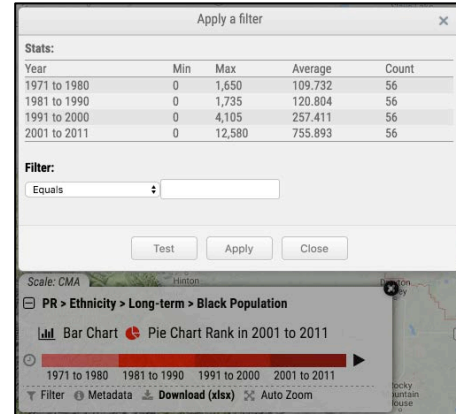 Apply a filter ×
Stats:
Year Min Max Average Count
1971 to 1980 0 1,650 109.732 56
1981 to 1990 0 1,735 120.804 56
1991 to 2000 0 4,105 257.411 56
2001 to 2011 0 12,580 755.893 56
Filter:
Equals
Test Apply Close
Scale: CMA Hinton
PR > Ethnicity > Long-term > Black Population
Bar Chart Pie Chart Rank in 2001 to 2011
1971 to 1980 1981 to 1990 1991 to 2000 2001 to 2011
Filter Metadata Download (xlsx) Auto Zoom